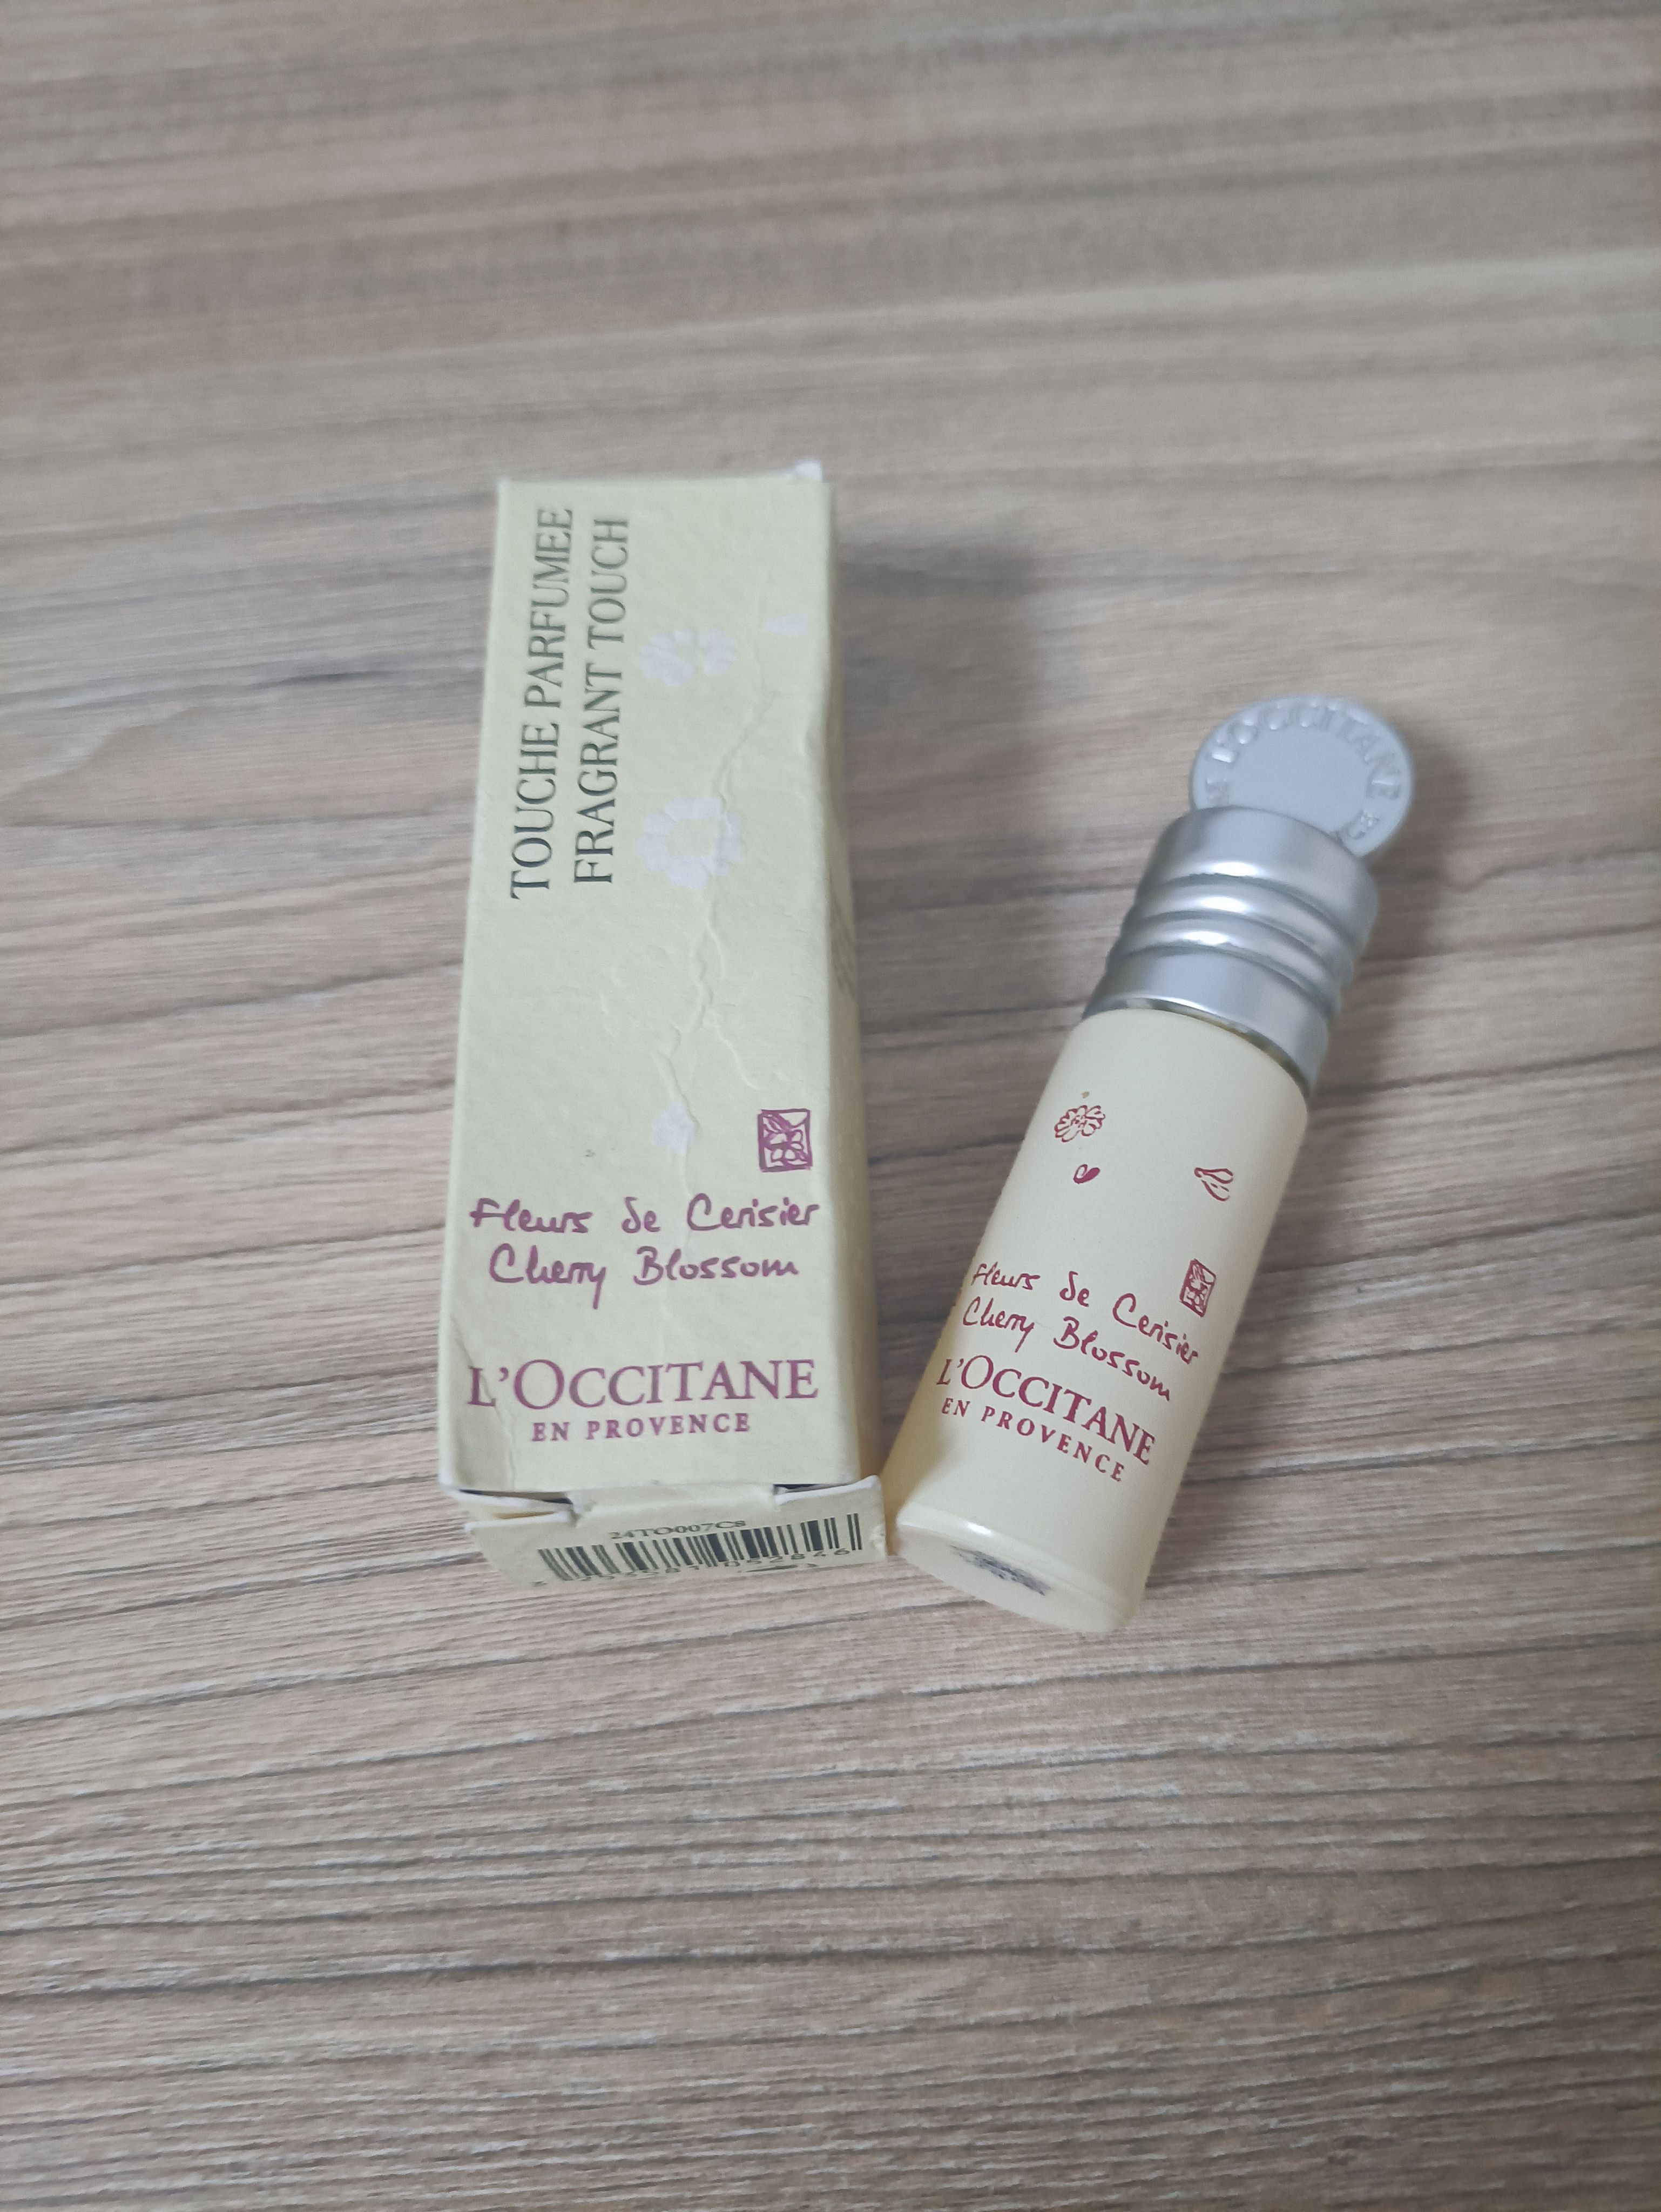 TOUCHE PARFUMEE
FRAGRANT TOUCH
Fleurs de Cerisier
Cherry Blossom
L'OCCITANE
EN PROVENCE
24TO007C8
L'OCCITANE
Fleurs de Cerisier
Cherry Blossom
L'OCCITANE
EN PROVENCE